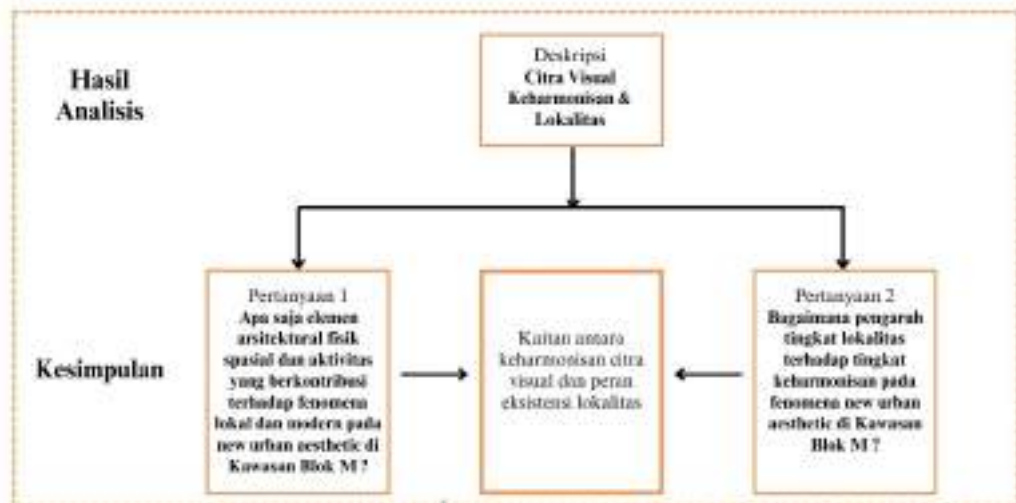 Hasil
Analisis
Deskripsi
Citra Visual
Keharmonisan &
Lokalitas
Kesimpulan
Pertanyaan 1
Apa saja elemen
arsitektural fisik
spasial dan aktivitas
yang berkontribusi
terhadap fenomena
lokal dan modern pada
new urban aesthetic di
Kawasan Blok M ?
Kaitan antara
keharmonisan citra
visual dan peran
eksistensi lokalitas
Pertanyaan 2
Bagaimana pengaruh
tingkat lokalitas
terhadap tingkat
keharmonisan pada
fenomena new urban
aesthetic di Kawasan
Blok M ?